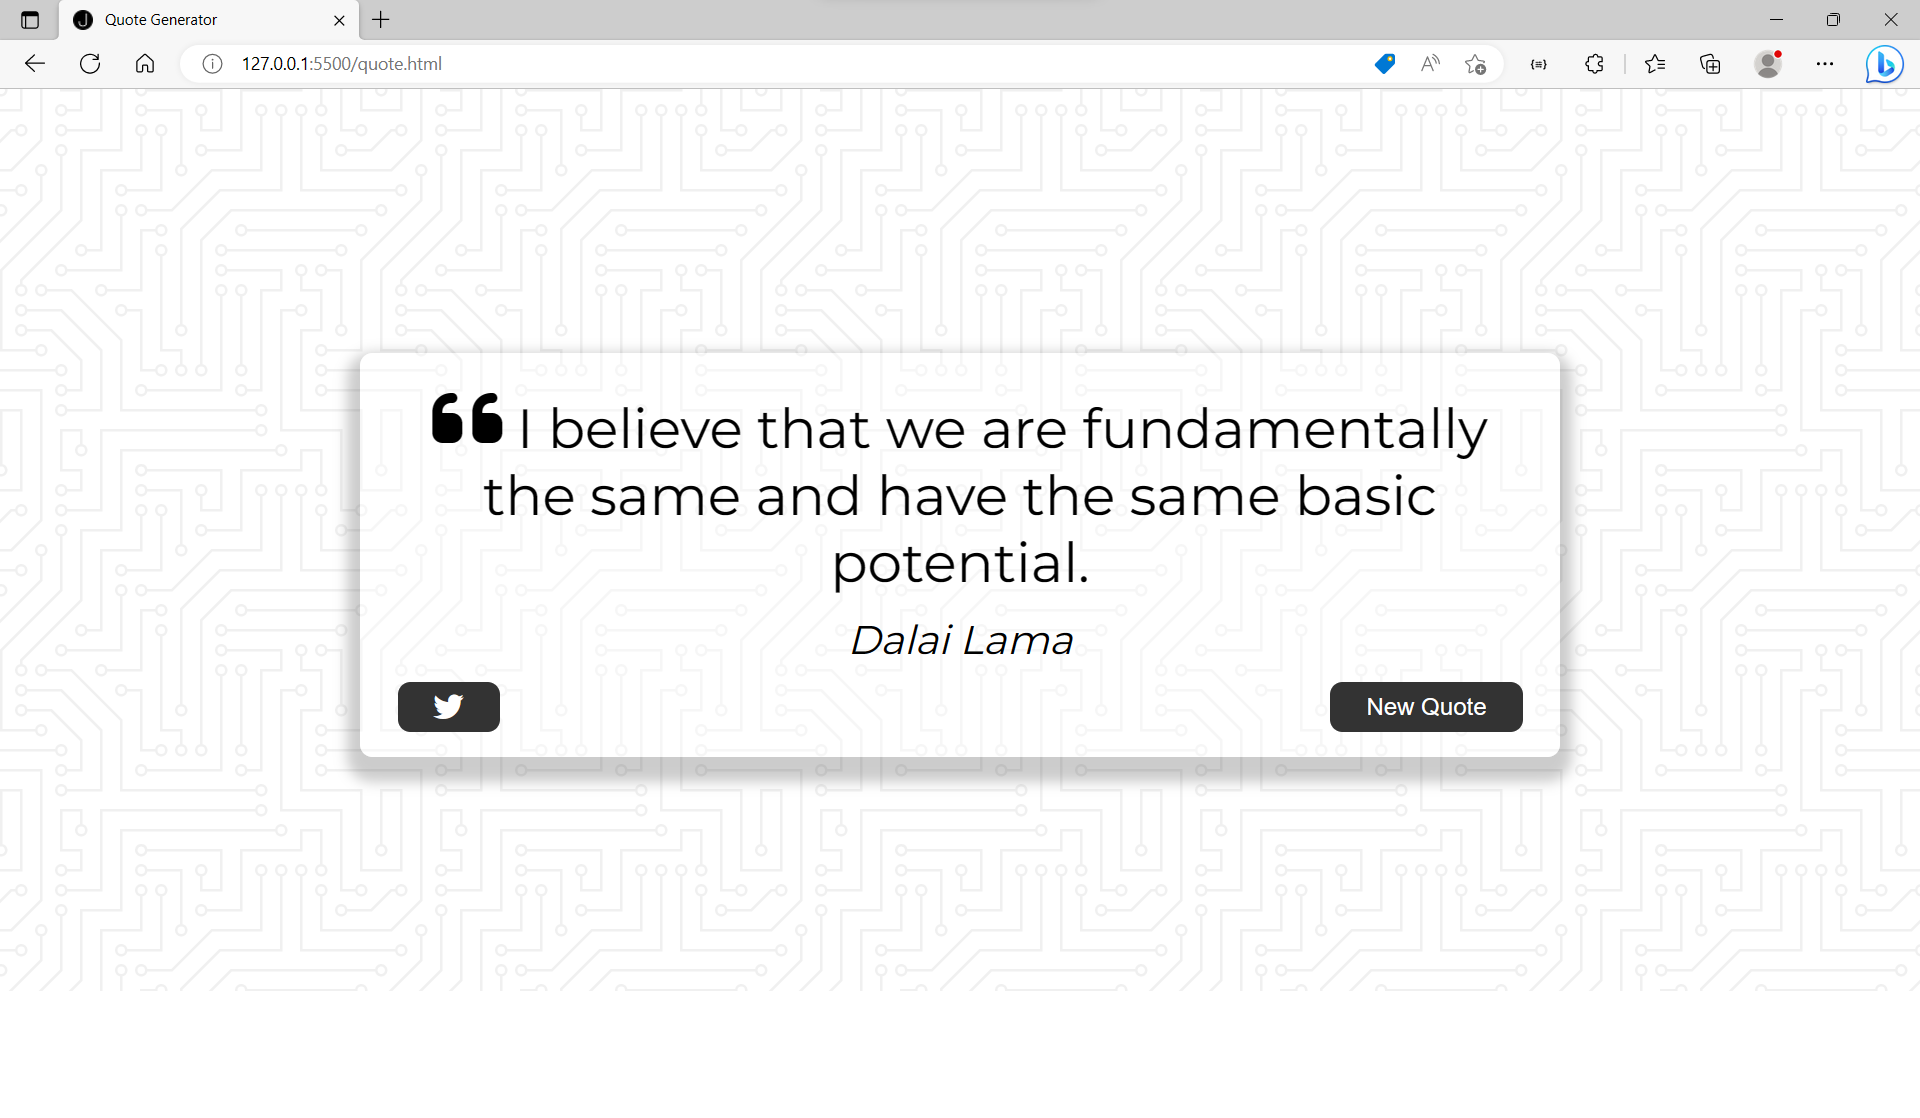 Quote Generator
127.0.0.1:5500/quote.html
“ I believe that we are fundamentally
the same and have the same basic
potential.
Dalai Lama
New Quote